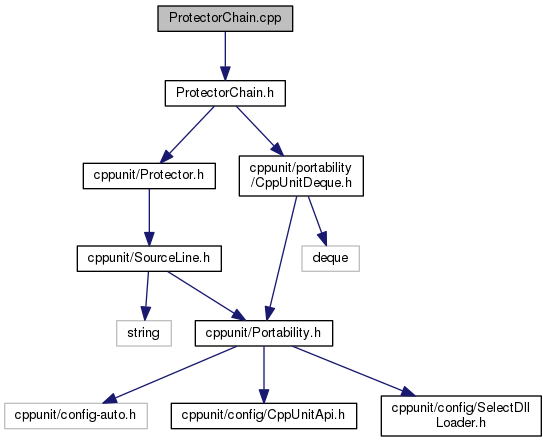 ProtectorChain.cpp
ProtectorChain.h
cppunit/Protector.h
cppunit/portability
/CppUnitDeque.h
cppunit/SourceLine.h
deque
string
cppunit/Portability.h
cppunit/config-auto.h
cppunit/config/CppUnitApi.h
cppunit/config/SelectDll
Loader.h